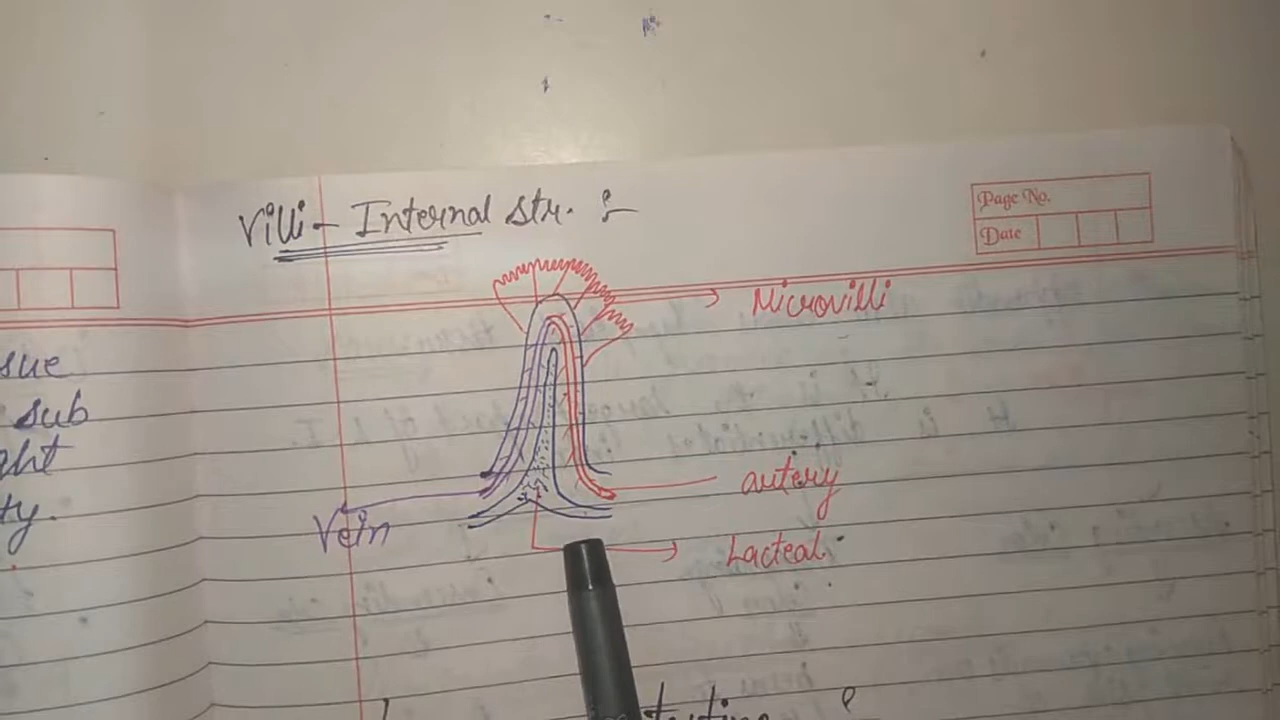 Villi - Internal str. :-
Page No.
Date
Microvilli
artery
Vein
Lacteal
sue
sub
ght
ty.